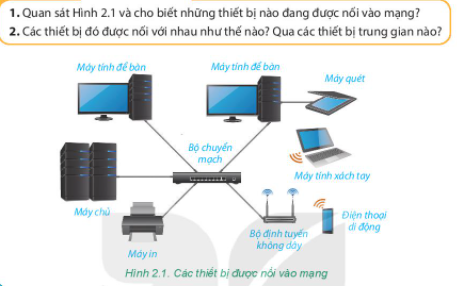 1. Quan sát Hình 2.1 và cho biết những thiết bị nào đang được nối vào mạng?
2. Các thiết bị đó được nối với nhau như thế nào? Qua các thiết bị trung gian nào?
Máy tính để bàn
Máy tính để bàn
Máy quét
Bộ chuyển
mạch
Máy tính xách tay
Máy chủ
Điện thoại
di động
Bộ định tuyến
không dây
Máy in
Hình 2.1. Các thiết bị được nối vào mạng